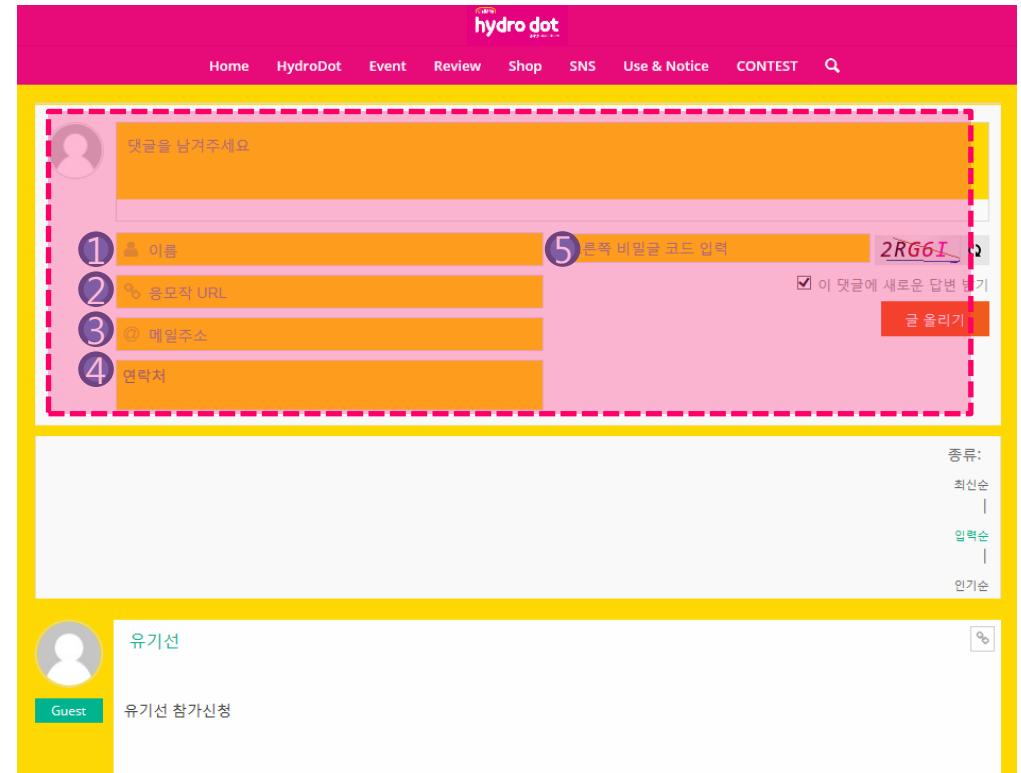 hydro dot
Home HydroDot Event Review Shop SNS Use & Notice CONTEST
댓글을 남겨주세요
1 이름
5 른쪽 비밀글 코드 입력 2RG6I
2 응모작 URL
이 댓글에 새로운 답변 받기
3 @ 메일주소
글 올리기
4 연락처
종류:
최신순
|
입력순
|
인기순
유기선
Guest 유기선 참가신청